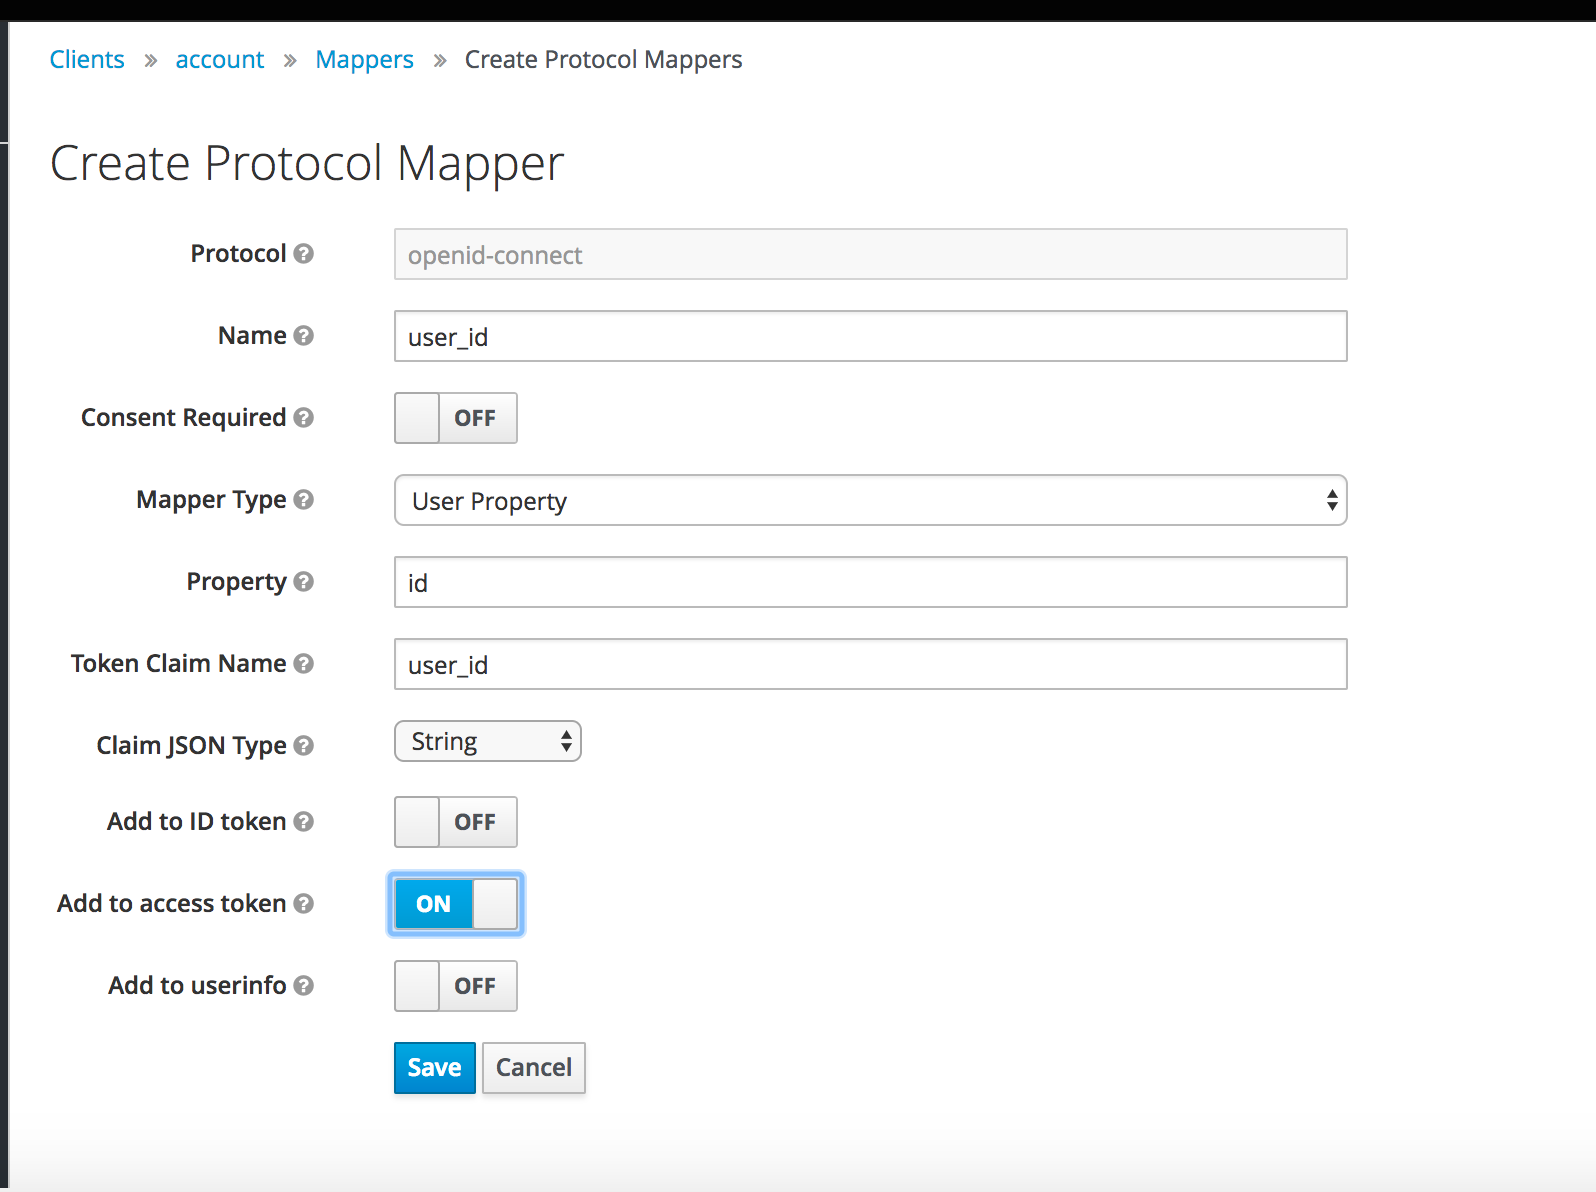 Clients » account » Mappers » Create Protocol Mappers
Create Protocol Mapper
Protocol openid-connect
Name user_id
Consent Required OFF
Mapper Type User Property
Property id
Token Claim Name user_id
Claim JSON Type String
Add to ID token OFF
Add to access token ON
Add to userinfo OFF
Save Cancel